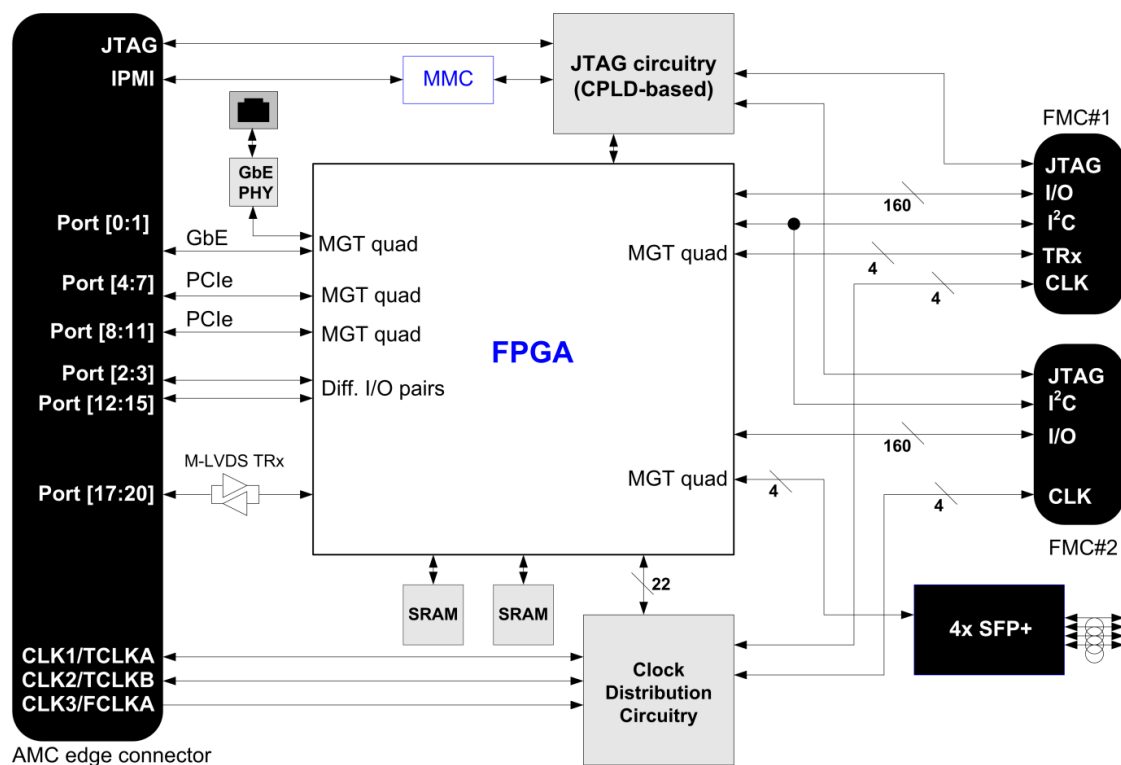 JTAG
IPMI
Port [0:1]
Port [4:7]
Port [8:11]
Port [2:3]
Port [12:15]
Port [17:20]
CLK1/TCLKA
CLK2/TCLKB
CLK3/FCLKA
AMC edge connector
MMC
JTAG circuitry
(CPLD-based)
GbE
PHY
GbE
PCIe
PCIe
M-LVDS TRx
MGT quad
MGT quad
MGT quad
Diff. I/O pairs
FPGA
MGT quad
MGT quad
SRAM
SRAM
22
Clock
Distribution
Circuitry
160
4
4
160
4
4
FMC#1
JTAG
I/O
I²C
TRx
CLK
JTAG
I²C
I/O
CLK
FMC#2
4x SFP+